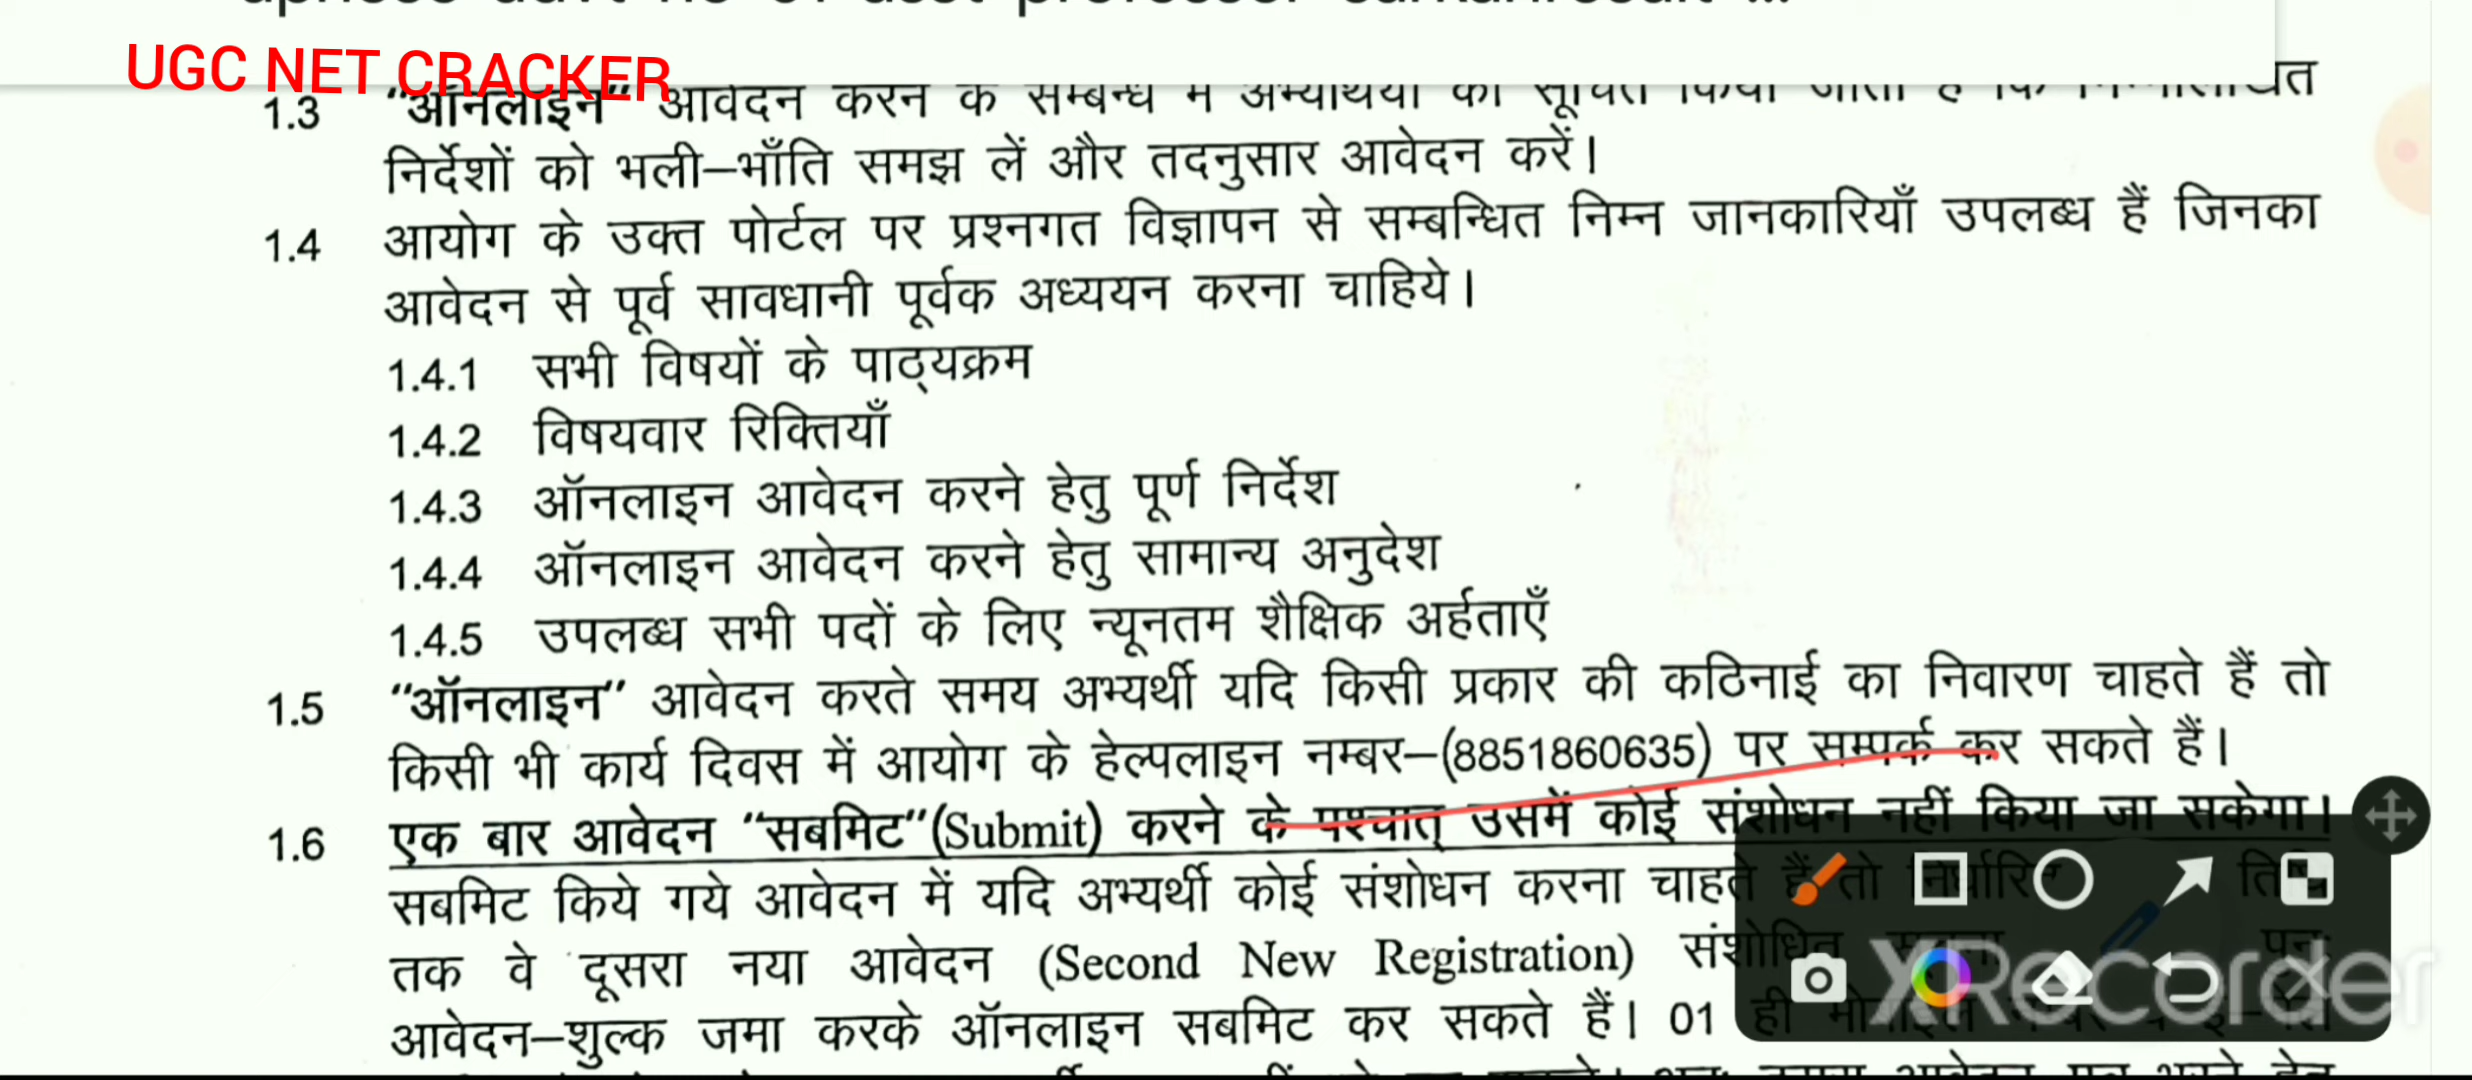 UGC NET CRACKER
1.3 “ऑनलाइन” आवेदन करने के सम्बन्ध में अभ्यर्थियों को सूचित किया जाता है कि
निर्देशों को भली–भाँति समझ लें और तदनुसार आवेदन करें।
1.4 आयोग के उक्त पोर्टल पर प्रश्नगत विज्ञापन से सम्बन्धित निम्न जानकारियाँ उपलब्ध हैं जिनका
आवेदन से पूर्व सावधानी पूर्वक अध्ययन करना चाहिये।
1.4.1 सभी विषयों के पाठ्यक्रम
1.4.2 विषयवार रिक्तियाँ
1.4.3 ऑनलाइन आवेदन करने हेतु पूर्ण निर्देश
1.4.4 ऑनलाइन आवेदन करने हेतु सामान्य अनुदेश
1.4.5 उपलब्ध सभी पदों के लिए न्यूनतम शैक्षिक अर्हताएँ
1.5 “ऑनलाइन” आवेदन करते समय अभ्यर्थी यदि किसी प्रकार की कठिनाई का निवारण चाहते हैं तो
किसी भी कार्य दिवस में आयोग के हेल्पलाइन नम्बर–(8851860635) पर सम्पर्क कर सकते हैं।
1.6 एक बार आवेदन “सबमिट”(Submit) करने के पश्चात् उसमें कोई संशोधन नहीं किया जा सकेगा।
सबमिट किये गये आवेदन में यदि अभ्यर्थी कोई संशोधन करना चाहते हैं तो
तक वे दूसरा नया आवेदन (Second New Registration) संशोधित
आवेदन–शुल्क जमा करके ऑनलाइन सबमिट कर सकते हैं। 01 ही
XRecorder